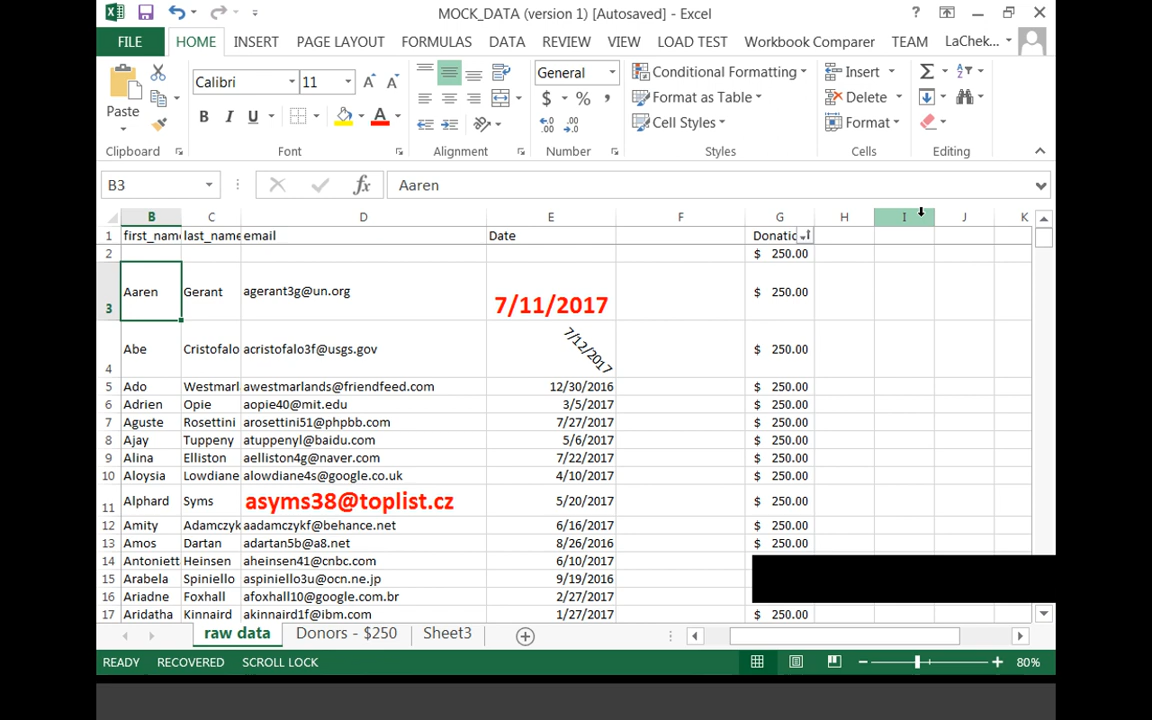 MOCK_DATA (version 1) [Autosaved] - Excel
FILE HOME INSERT PAGE LAYOUT FORMULAS DATA REVIEW VIEW LOAD TEST Workbook Comparer TEAM LaChek...
Paste Calibri 11 General Conditional Formatting Insert
B I U $ % , Format as Table Delete
Cell Styles Format
Clipboard Font Alignment Number Styles Cells Editing
B3 fx Aaren
B C D E F G H I J K
1 first_name last_name email Date Donatio
2 $ 250.00
3 Aaren Gerant agerant3g@un.org 7/11/2017 $ 250.00
4 Abe Cristofalo acristofalo3f@usgs.gov 7/12/2017 $ 250.00
5 Ado Westmarl awestmarlands@friendfeed.com 12/30/2016 $ 250.00
6 Adrien Opie aopie40@mit.edu 3/5/2017 $ 250.00
7 Aguste Rosettini arosettini51@phpbb.com 7/27/2017 $ 250.00
8 Ajay Tuppeny atuppenyl@baidu.com 5/6/2017 $ 250.00
9 Alina Elliston aelliston4g@naver.com 7/22/2017 $ 250.00
10 Aloysia Lowdiane alowdiane4s@google.co.uk 4/10/2017 $ 250.00
11 Alphard Syms asyms38@toplist.cz 5/20/2017 $ 250.00
12 Amity Adamczyk aadamczykf@behance.net 6/16/2017 $ 250.00
13 Amos Dartan adartan5b@a8.net 8/26/2016 $ 250.00
14 Antoniett Heinsen aheinsen41@cnbc.com 6/10/2017
15 Arabela Spiniello aspiniello3u@ocn.ne.jp 9/19/2016
16 Ariadne Foxhall afoxhall10@google.com.br 2/27/2017
17 Aridatha Kinnaird akinnaird1f@ibm.com 1/27/2017 $ 250.00
raw data Donors - $250 Sheet3
READY RECOVERED SCROLL LOCK 80%